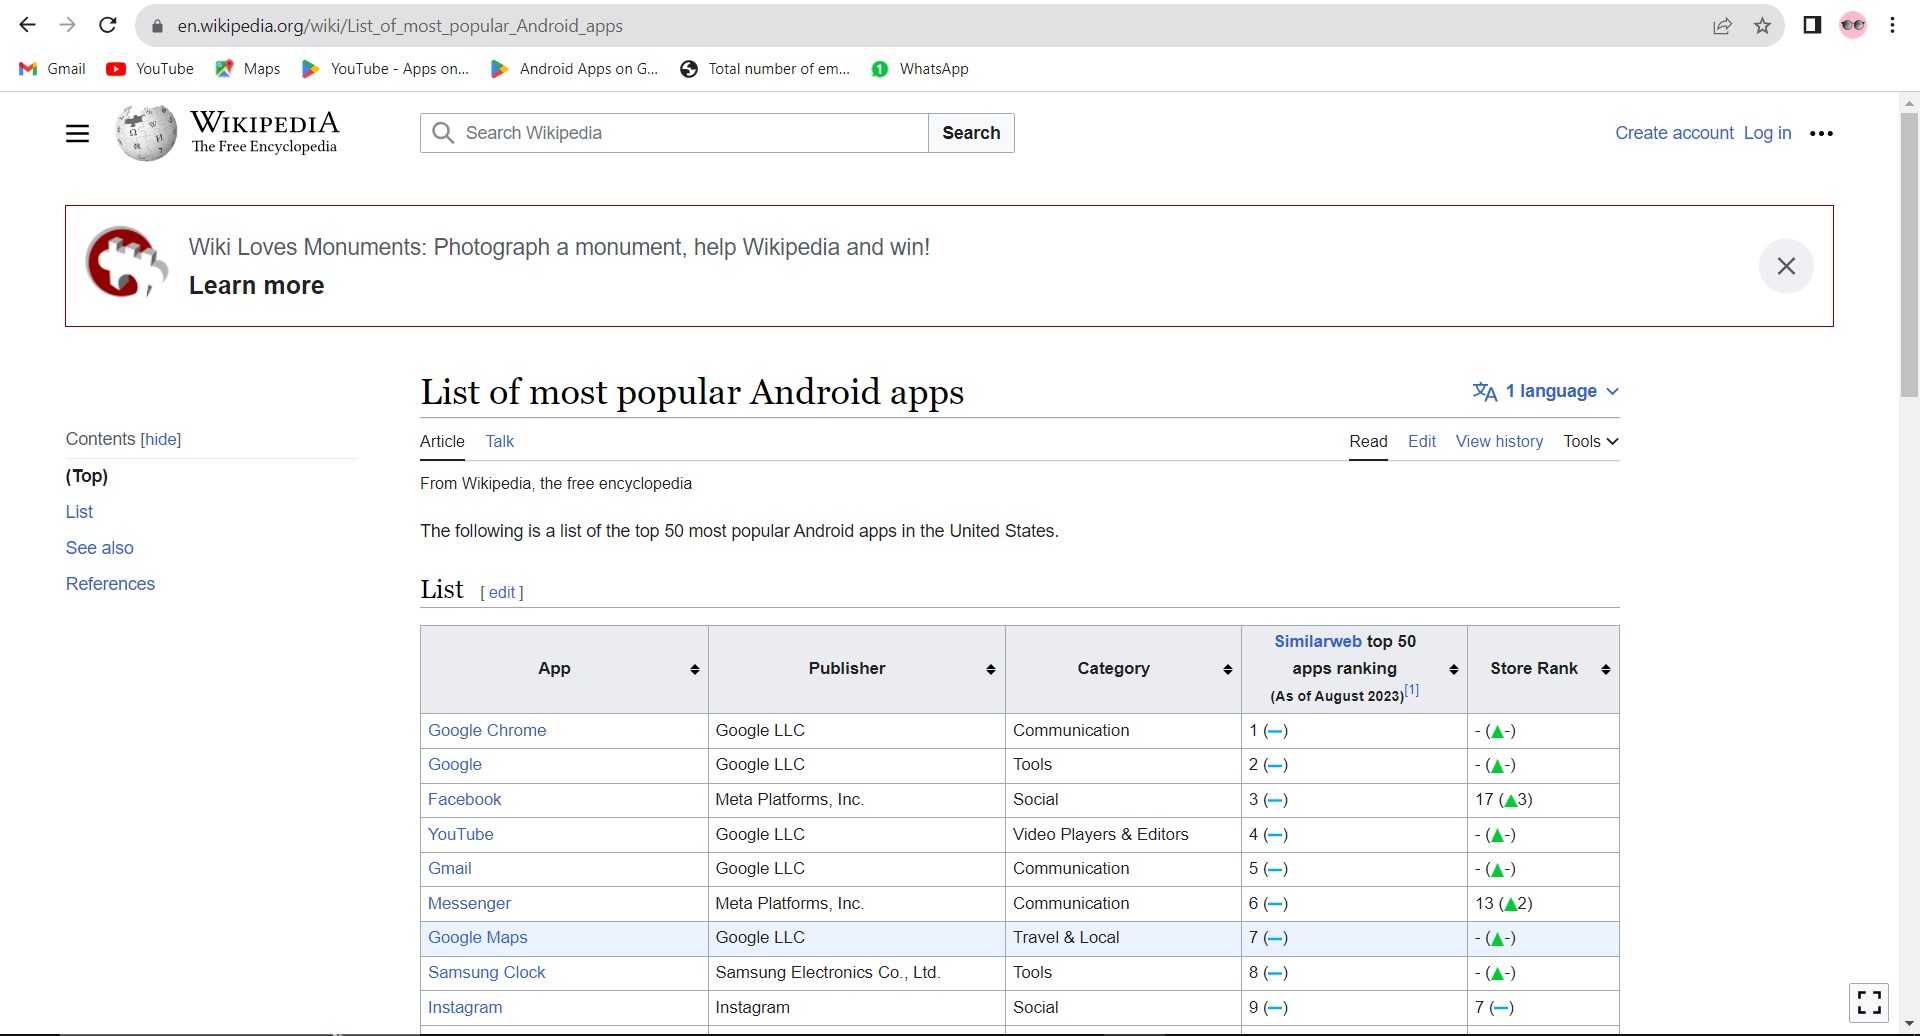 en.wikipedia.org/wiki/List_of_most_popular_Android_apps
Gmail YouTube Maps YouTube - Apps on... Android Apps on G... Total number of em... 1 WhatsApp
WIKIPEDIA
The Free Encyclopedia
Search Wikipedia Search
Create account Log in
Wiki Loves Monuments: Photograph a monument, help Wikipedia and win!
Learn more
List of most popular Android apps
1 language
Contents [hide]
(Top)
List
See also
References
Article Talk Read Edit View history Tools
From Wikipedia, the free encyclopedia
The following is a list of the top 50 most popular Android apps in the United States.
List [ edit ]
App Publisher Category Similarweb top 50 apps ranking (As of August 2023)[1] Store Rank
Google Chrome Google LLC Communication 1 (—) - (▲-)
Google Google LLC Tools 2 (—) - (▲-)
Facebook Meta Platforms, Inc. Social 3 (—) 17 (▲3)
YouTube Google LLC Video Players & Editors 4 (—) - (▲-)
Gmail Google LLC Communication 5 (—) - (▲-)
Messenger Meta Platforms, Inc. Communication 6 (—) 13 (▲2)
Google Maps Google LLC Travel & Local 7 (—) - (▲-)
Samsung Clock Samsung Electronics Co., Ltd. Tools 8 (—) - (▲-)
Instagram Instagram Social 9 (—) 7 (—)